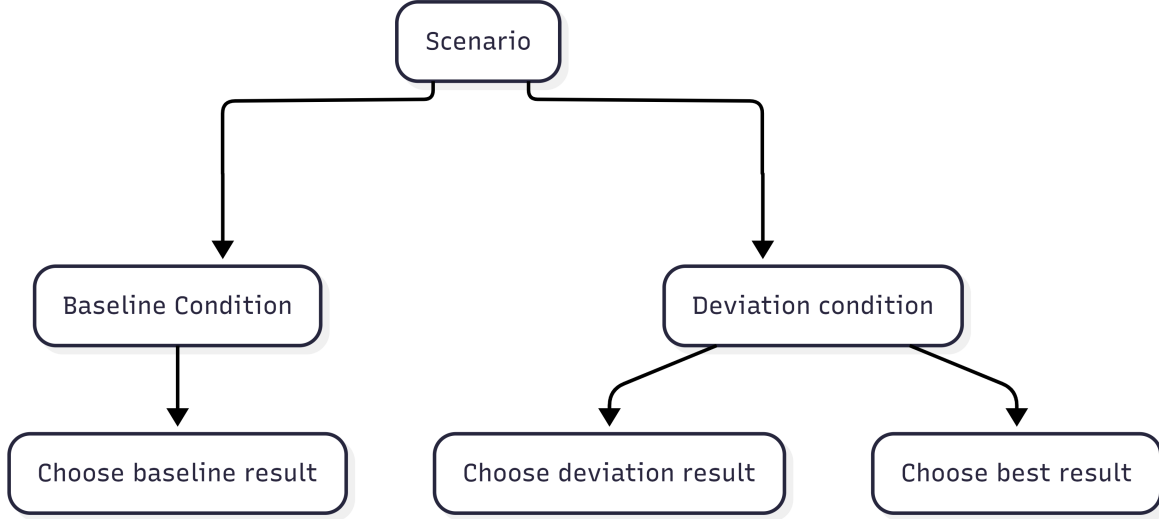 Scenario
Baseline Condition
Deviation condition
Choose baseline result
Choose deviation result
Choose best result